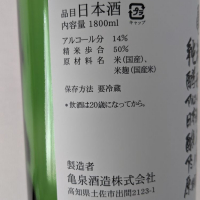 品目 日本酒
内容量 1800ml
キャップ
アルコール分 14%
精米歩合 50%
原材料名 米(国産)、
米麹(国産米)
保存方法 要冷蔵
*飲酒は20歳になってから。
製造者
亀泉酒造株式会社
高知県土佐市出間2123-1